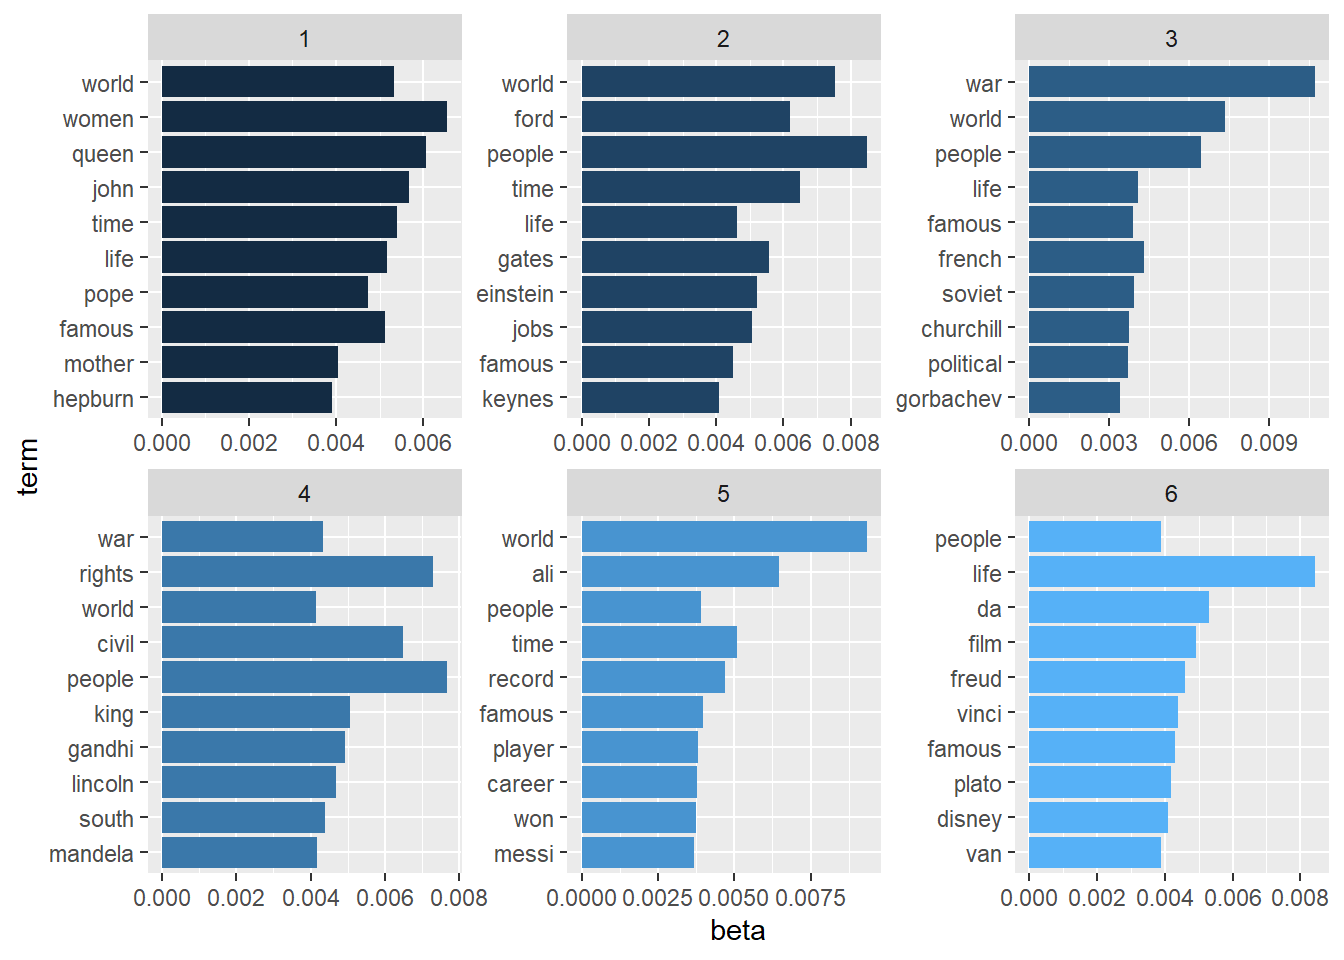 1
world
women
queen
john
time
life
pope
famous
mother
hepburn
0.000 0.002 0.004 0.006
2
world
ford
people
time
life
gates
einstein
jobs
famous
keynes
0.000 0.002 0.004 0.006 0.008
3
war
world
people
life
famous
french
soviet
churchill
political
gorbachev
0.000 0.003 0.006 0.009
term
4
war
rights
world
civil
people
king
gandhi
lincoln
south
mandela
0.000 0.002 0.004 0.006 0.008
5
world
ali
people
time
record
famous
player
career
won
messi
0.0000 0.0025 0.0050 0.0075
6
people
life
da
film
freud
vinci
famous
plato
disney
van
0.000 0.002 0.004 0.006 0.008
beta